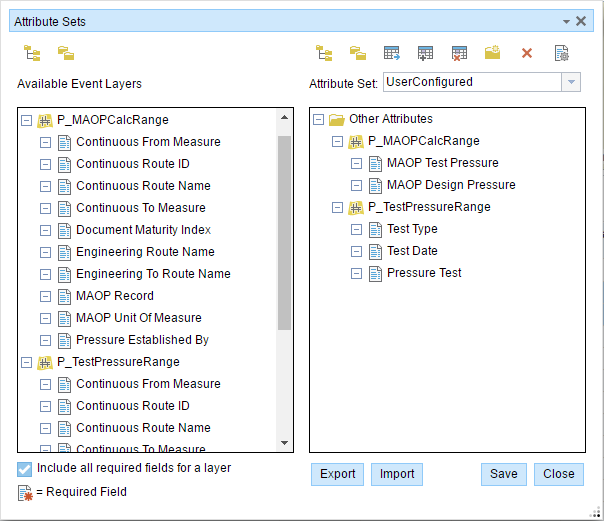 Attribute Sets
Available Event Layers
Attribute Set: UserConfigured
P_MAOPCalcRange
Continuous From Measure
Continuous Route ID
Continuous Route Name
Continuous To Measure
Document Maturity Index
Engineering Route Name
Engineering To Route Name
MAOP Record
MAOP Unit Of Measure
Pressure Established By
P_TestPressureRange
Continuous From Measure
Continuous Route ID
Continuous Route Name
Continuous To Measure
Other Attributes
P_MAOPCalcRange
MAOP Test Pressure
MAOP Design Pressure
P_TestPressureRange
Test Type
Test Date
Pressure Test
Include all required fields for a layer
= Required Field
Export Import Save Close